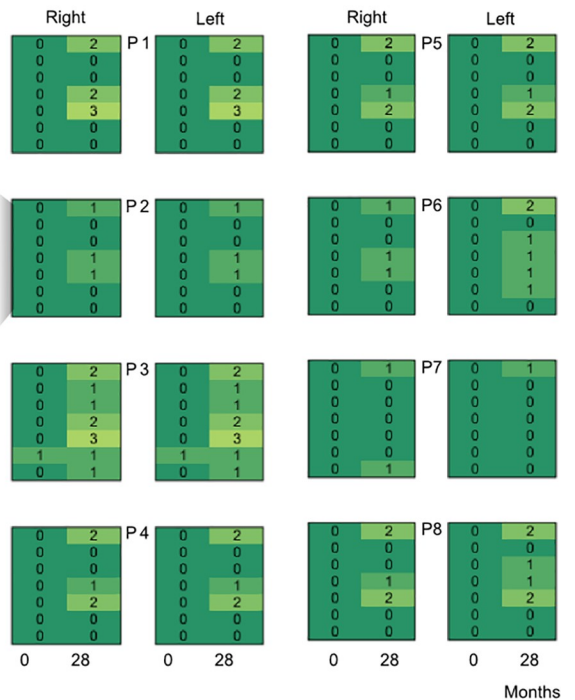 Right Left Right Left
0 2 P 1 0 2 0 2 P5 0 2
0 0 0 0 0 0 0 0
0 0 0 0 0 0 0 0
0 2 0 2 0 1 0 1
0 3 0 3 0 2 0 2
0 0 0 0 0 0 0 0
0 0 0 0 0 0 0 0
0 1 P 2 0 1 0 1 P6 0 2
0 0 0 0 0 0 0 0
0 0 0 0 0 0 0 1
0 1 0 1 0 1 0 1
0 1 0 1 0 1 0 1
0 0 0 0 0 0 0 1
0 0 0 0 0 0 0 0
0 2 P 3 0 2 0 1 P7 0 1
0 1 0 1 0 0 0 0
0 1 0 1 0 0 0 0
0 2 0 2 0 0 0 0
0 3 0 3 0 0 0 0
1 1 1 1 0 0 0 0
0 1 0 1 0 1 0 0
0 2 P 4 0 2 0 2 P8 0 2
0 0 0 0 0 0 0 0
0 0 0 0 0 0 0 1
0 1 0 1 0 1 0 1
0 2 0 2 0 2 0 2
0 0 0 0 0 0 0 0
0 0 0 0 0 0 0 0
0 28 0 28 0 28 0 28
Months